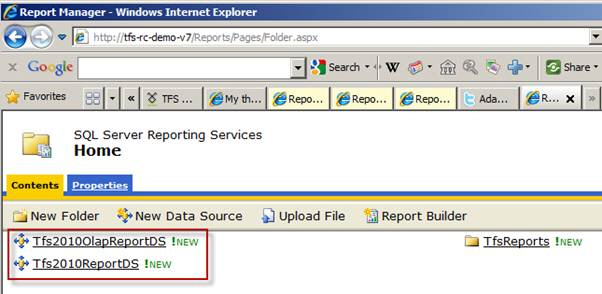 Report Manager - Windows Internet Explorer
http://tfs-rc-demo-v7/Reports/Pages/Folder.aspx
x Google Search W Share
Favorites TFS ... My th... Repo... Repo... Repo... Ada... R... X
SQL Server Reporting Services
Home
Contents Properties
New Folder New Data Source Upload File Report Builder
Tfs2010OlapReportDS !NEW TfsReports !NEW
Tfs2010ReportDS !NEW